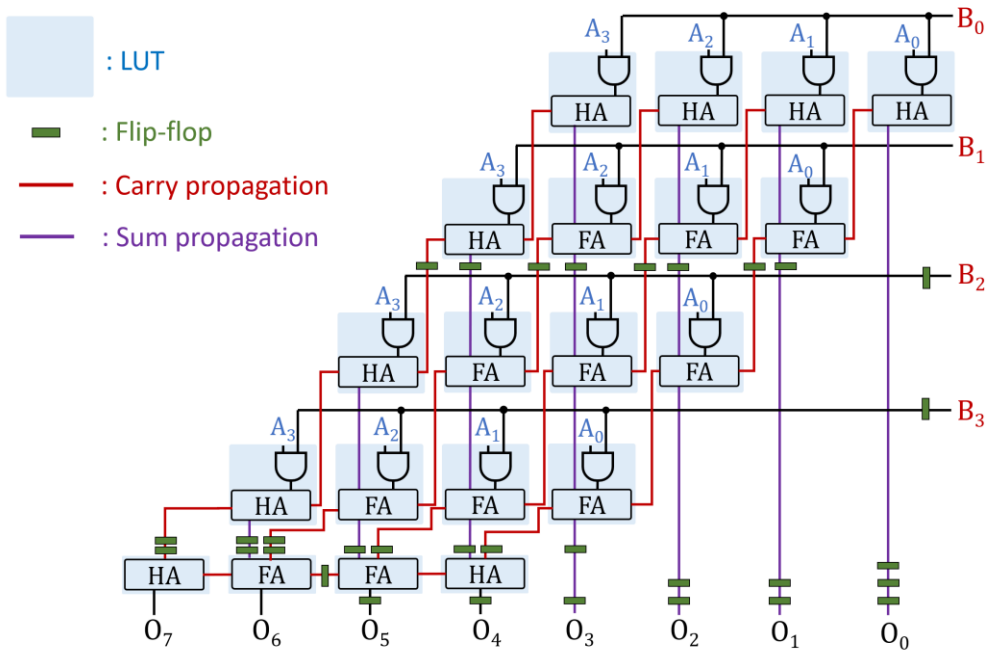 A₃ A₂ A₁ A₀ B₀
: LUT
HA HA HA HA
: Flip-flop
A₃ A₂ A₁ A₀ B₁
: Carry propagation
: Sum propagation
HA FA FA FA
A₃ A₂ A₁ A₀ B₂
HA FA FA FA
A₃ A₂ A₁ A₀ B₃
HA FA FA FA
HA FA FA HA
O₇ O₆ O₅ O₄ O₃ O₂ O₁ O₀